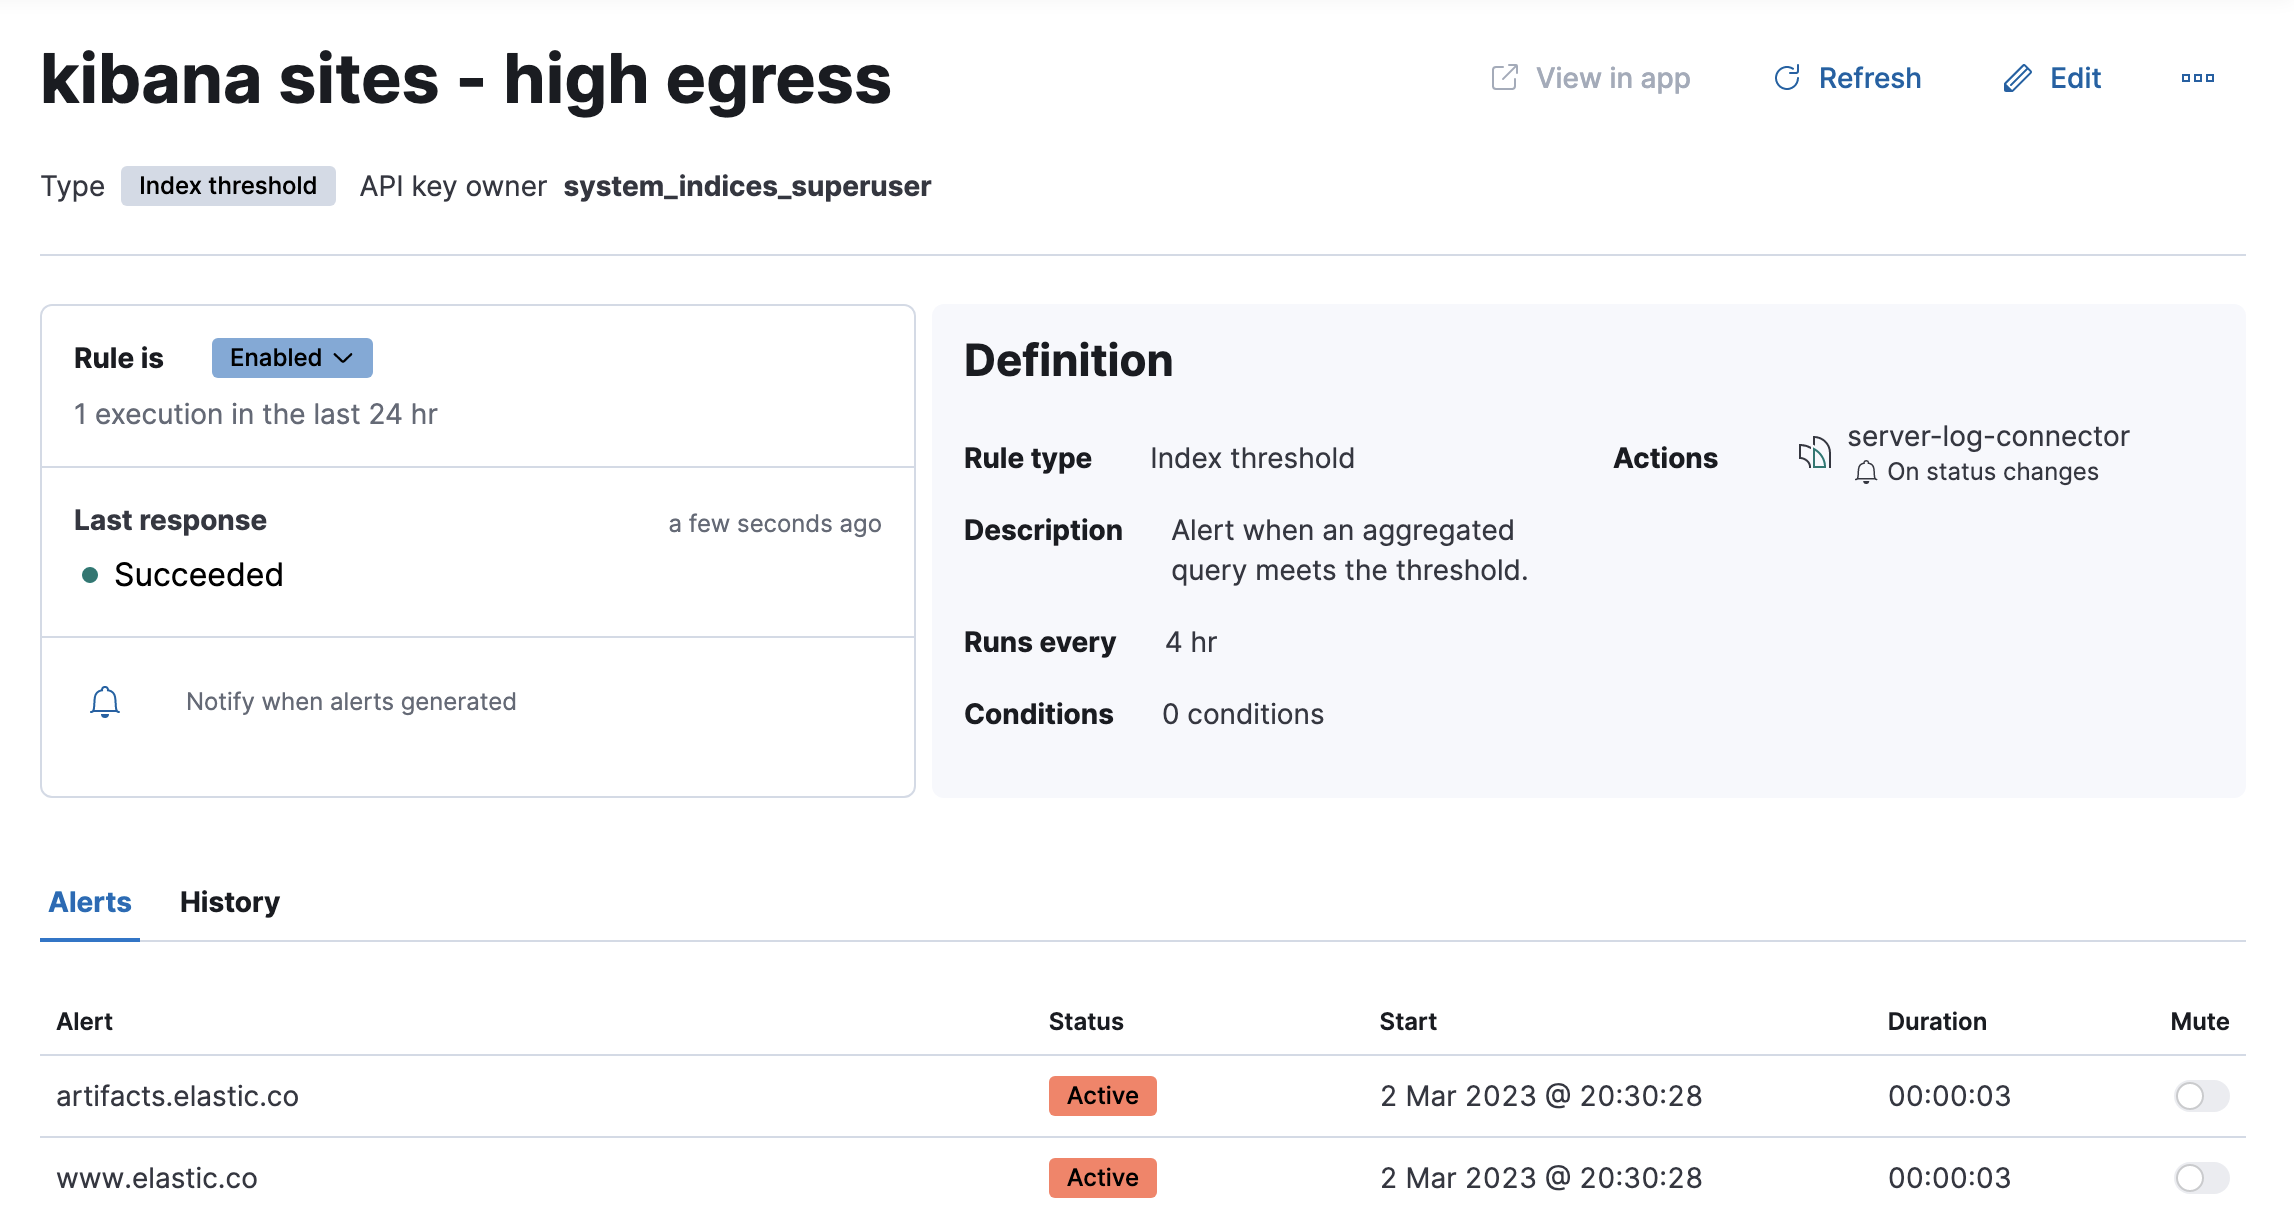 kibana sites - high egress
View in app
Refresh
Edit
Type Index threshold API key owner system_indices_superuser
Rule is Enabled
1 execution in the last 24 hr
Last response a few seconds ago
Succeeded
Notify when alerts generated
Definition
Rule type Index threshold
Description Alert when an aggregated
query meets the threshold.
Runs every 4 hr
Conditions 0 conditions
Actions server-log-connector
On status changes
Alerts History
Alert Status Start Duration Mute
artifacts.elastic.co Active 2 Mar 2023 @ 20:30:28 00:00:03
www.elastic.co Active 2 Mar 2023 @ 20:30:28 00:00:03